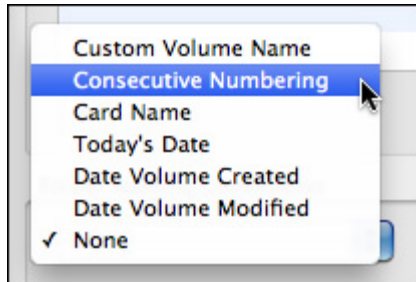 Custom Volume Name
Consecutive Numbering
Card Name
Today's Date
Date Volume Created
Date Volume Modified
✓ None